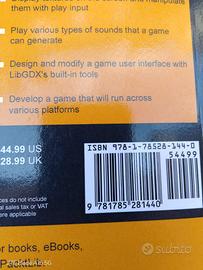 them with play input
Play various types of sounds that a game
can generate
Design and modify a game user interface with
LibGDX's built-in tools
Develop a game that will run across
various platforms
44.99 US
28.99 UK
ces do not include
al sales tax or VAT
ere applicable
ISBN 978-1-78528-144-0
54499
9 781785 281440
or books, eBooks,
Packt
subito